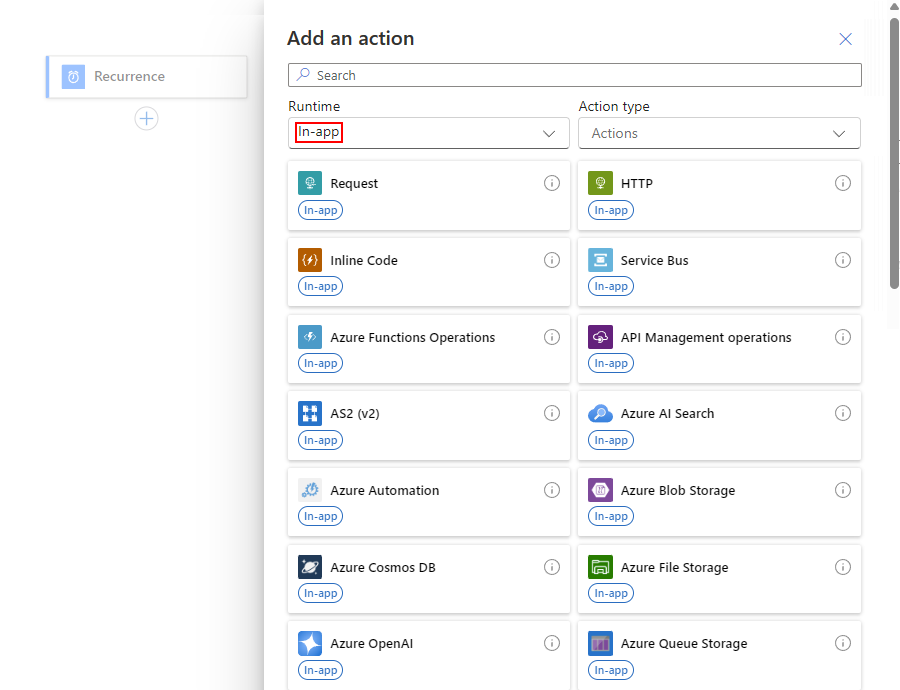 Add an action
Recurrence
Search
Runtime
Action type
In-app
Actions
Request
HTTP
In-app
In-app
Inline Code
Service Bus
In-app
In-app
Azure Functions Operations
API Management operations
In-app
In-app
AS2 (v2)
Azure AI Search
In-app
In-app
Azure Automation
Azure Blob Storage
In-app
In-app
Azure Cosmos DB
Azure File Storage
In-app
In-app
Azure OpenAI
Azure Queue Storage
In-app
In-app